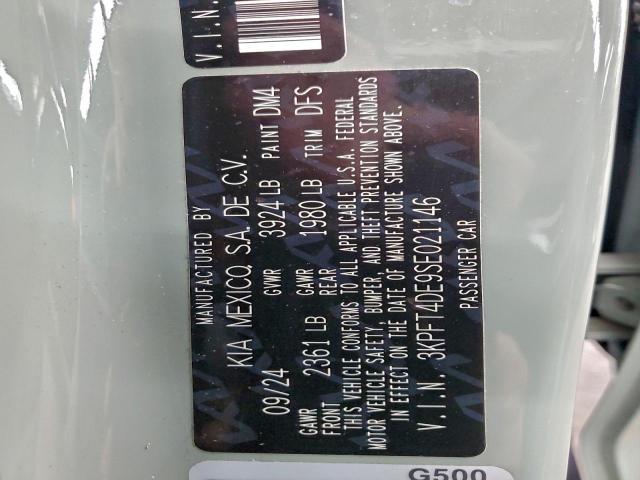 V.I.N.
MANUFACTURED BY
KIA MEXICO, S.A. DE C.V.
09/24 GVWR 3924 LB PAINT DM4
GAWR FRONT 2361 LB GAWR REAR 1980 LB TRIM DFS
THIS VEHICLE CONFORMS TO ALL APPLICABLE U.S.A. FEDERAL
MOTOR VEHICLE SAFETY, BUMPER, AND THEFT PREVENTION STANDARDS
IN EFFECT ON THE DATE OF MANUFACTURE SHOWN ABOVE.
V.I.N. 3KPFT4DE9SE021146
PASSENGER CAR
G500